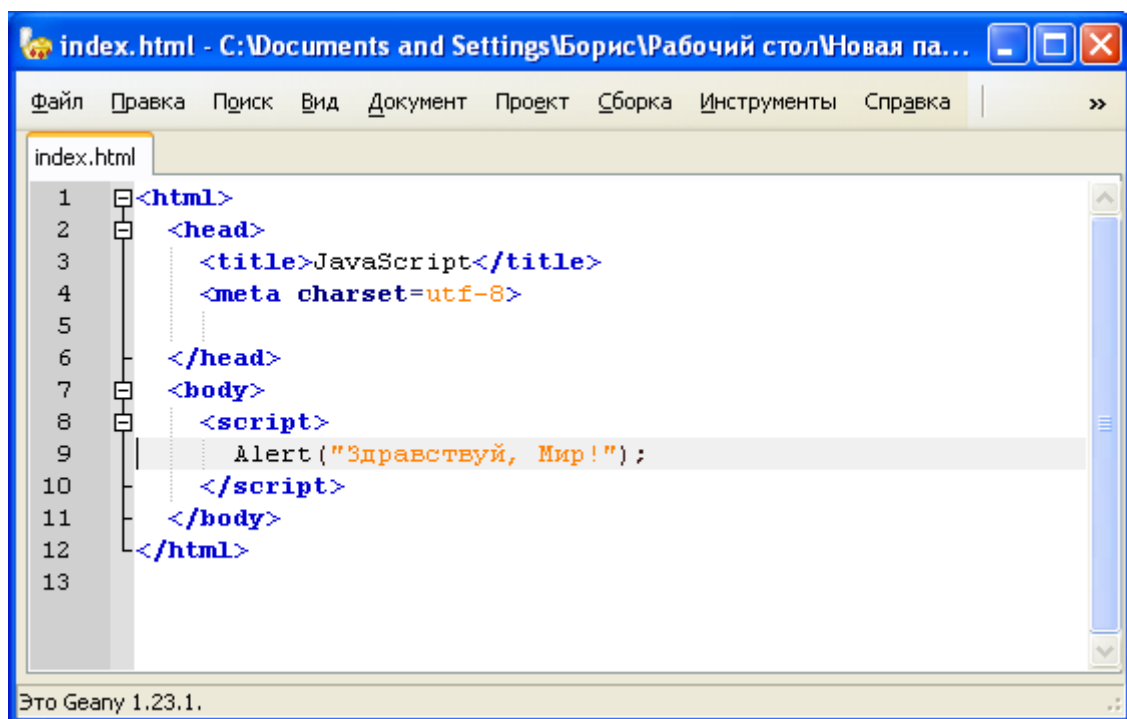 index.html - C:\Documents and Settings\Борис\Рабочий стол\Новая па...
Файл Правка Поиск Вид Документ Проект Сборка Инструменты Справка »
index.html
1 <html>
2 <head>
3 <title>JavaScript</title>
4 <meta charset=utf-8>
5
6 </head>
7 <body>
8 <script>
9 Alert("Здравствуй, Мир!");
10 </script>
11 </body>
12 </html>
13
Это Geany 1.23.1.